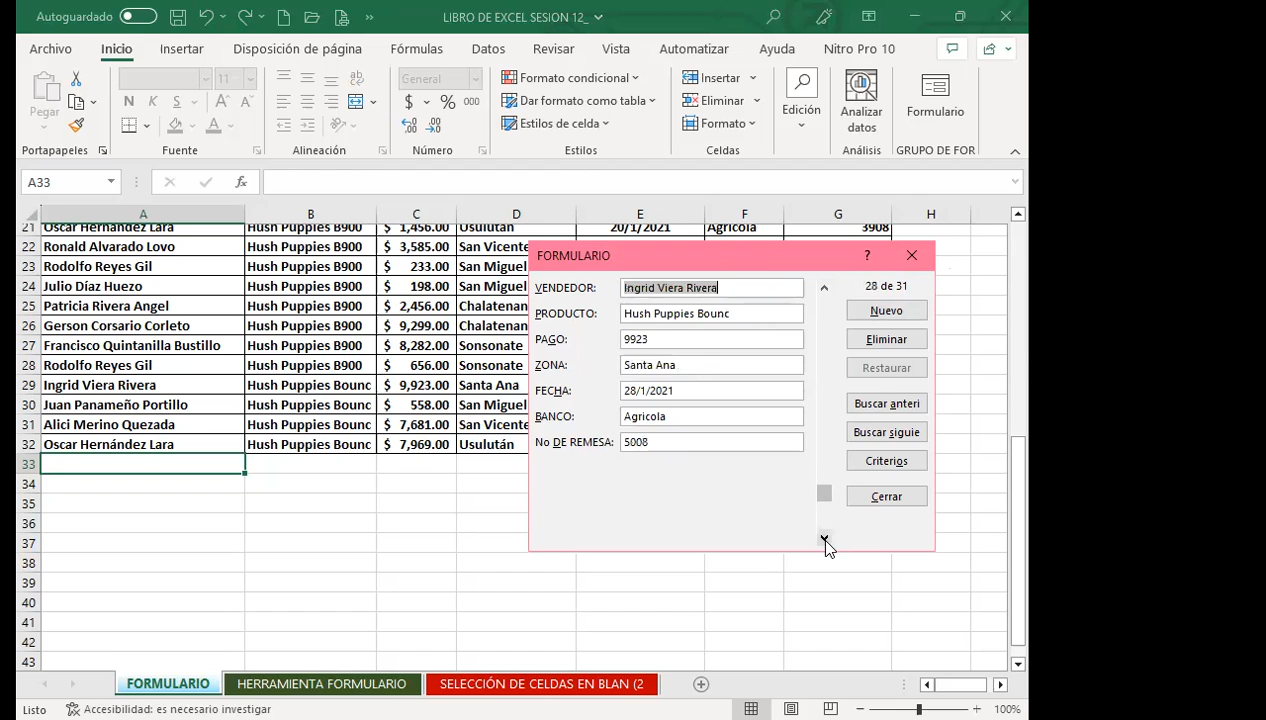 Autoguardado LIBRO DE EXCEL SESION 12_
Archivo Inicio Insertar Disposición de página Fórmulas Datos Revisar Vista Automatizar Ayuda Nitro Pro 10
Pegar 11 General Formato condicional Insertar Edición Analizar datos Formulario
N K S $ % 000 Dar formato como tabla Eliminar
Estilos de celda Formato
Portapapeles Fuente Alineación Número Estilos Celdas Análisis GRUPO DE FOR
A33 fx
A B C D E F G H
21 Oscar Hernández Lara Hush Puppies B900 $ 1,456.00 Usulután 20/1/2021 Agricola 3908
22 Ronald Alvarado Lovo Hush Puppies B900 $ 3,585.00 San Vicente
23 Rodolfo Reyes Gil Hush Puppies B900 $ 233.00 San Miguel
24 Julio Díaz Huezo Hush Puppies B900 $ 198.00 San Miguel
25 Patricia Rivera Angel Hush Puppies B900 $ 2,456.00 Chalatenan
26 Gerson Corsario Corleto Hush Puppies B900 $ 9,299.00 Chalatenan
27 Francisco Quintanilla Bustillo Hush Puppies B900 $ 8,282.00 Sonsonate
28 Rodolfo Reyes Gil Hush Puppies B900 $ 656.00 Sonsonate
29 Ingrid Viera Rivera Hush Puppies Bounc $ 9,923.00 Santa Ana
30 Juan Panameño Portillo Hush Puppies Bounc $ 558.00 San Miguel
31 Alici Merino Quezada Hush Puppies Bounc $ 7,681.00 San Vicente
32 Oscar Hernández Lara Hush Puppies Bounc $ 7,969.00 Usulután
33
34
35
36
37
38
39
40
41
42
43
FORMULARIO ?
VENDEDOR: Ingrid Viera Rivera 28 de 31
PRODUCTO: Hush Puppies Bounc Nuevo
PAGO: 9923 Eliminar
ZONA: Santa Ana Restaurar
FECHA: 28/1/2021 Buscar anteri
BANCO: Agricola Buscar siguie
No DE REMESA: 5008 Criterios
Cerrar
FORMULARIO HERRAMIENTA FORMULARIO SELECCIÓN DE CELDAS EN BLAN (2
Listo Accesibilidad: es necesario investigar 100%